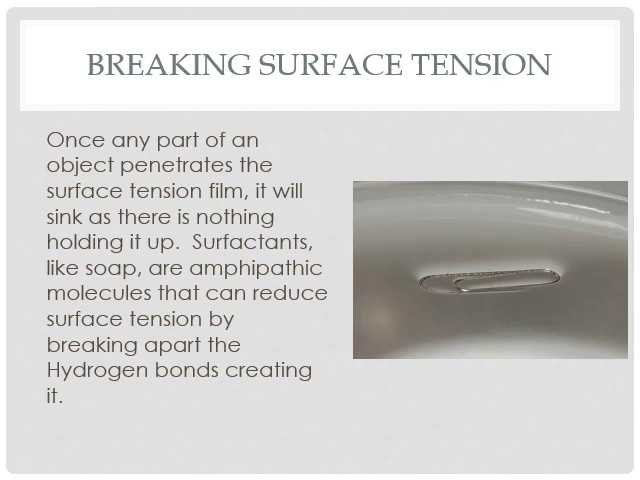 BREAKING SURFACE TENSION
Once any part of an
object penetrates the
surface tension film, it will
sink as there is nothing
holding it up.  Surfactants,
like soap, are amphipathic
molecules that can reduce
surface tension by
breaking apart the
Hydrogen bonds creating
it.